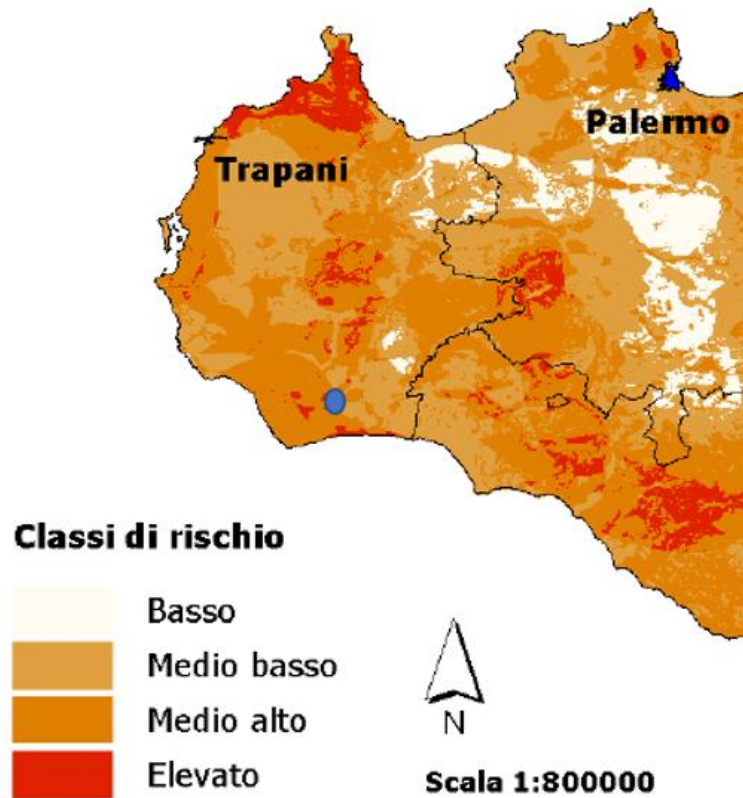 Palermo
Trapani
Classi di rischio
Basso
Medio basso
Medio alto
Elevato
N
Scala 1:800000